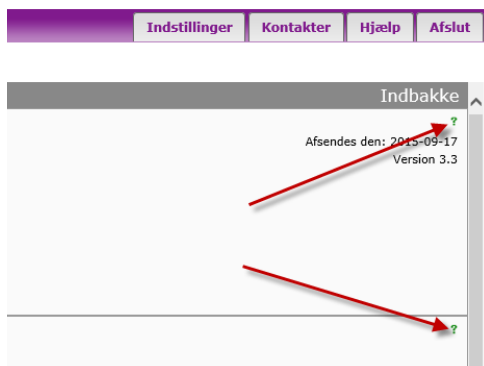 Indstillinger Kontakter Hjælp Afslut
Indbakke
?
Afsendes den: 2015-09-17
Version 3.3
?